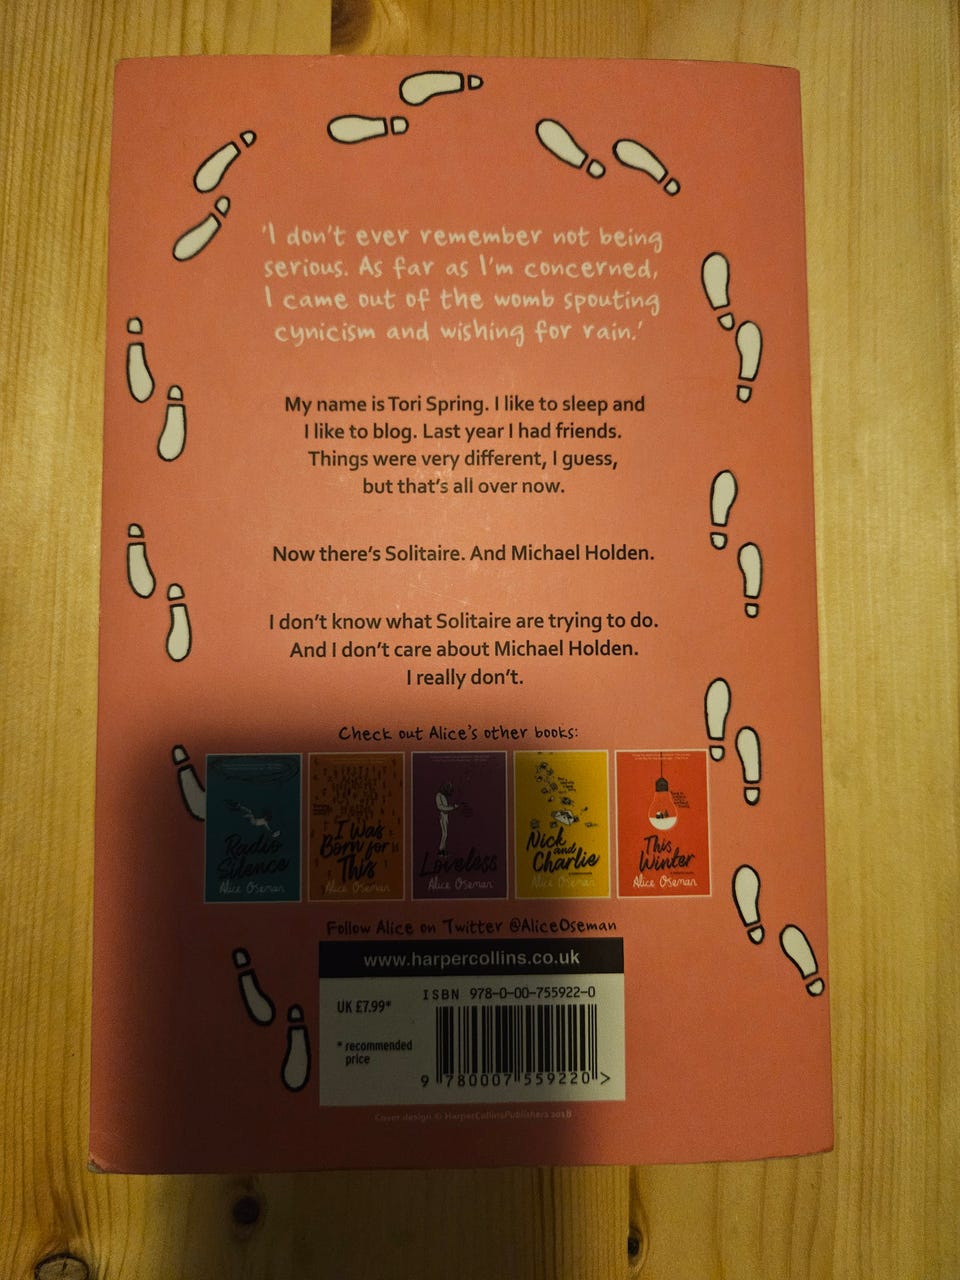 'I don't ever remember not being
serious. As far as I'm concerned,
I came out of the womb spouting
cynicism and wishing for rain.'
My name is Tori Spring. I like to sleep and
I like to blog. Last year I had friends.
Things were very different, I guess,
but that's all over now.
Now there's Solitaire. And Michael Holden.
I don't know what Solitaire are trying to do.
And I don't care about Michael Holden.
I really don't.
Check out Alice's other books:
Radio
Silence
Alice Oseman
I Was
Born for
This
Alice Oseman
Loveless
Alice Oseman
Nick
and
Charlie
Alice Oseman
This
Winter
Alice Oseman
Follow Alice on Twitter @AliceOseman
www.harpercollins.co.uk
ISBN 978-0-00-755922-0
UK £7.99*
* recommended
price
9 780007 559220 >
Cover design © HarperCollinsPublishers 2018